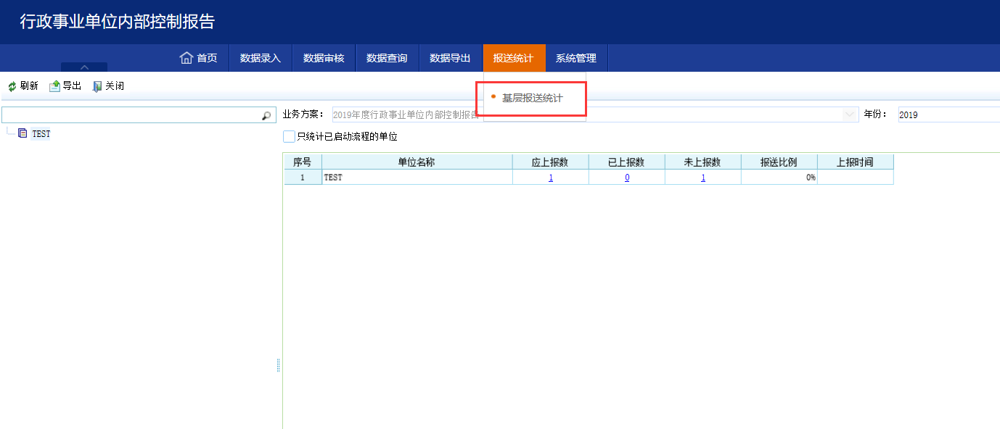 行政事业单位内部控制报告
首页 数据录入 数据审核 数据查询 数据导出 报送统计 系统管理
刷新 导出 关闭
基层报送统计
业务方案: 2019年度行政事业单位内部控制报告 年份: 2019
TEST
只统计已启动流程的单位
序号 单位名称 应上报数 已上报数 未上报数 报送比例 上报时间
1 TEST 1 0 1 0%